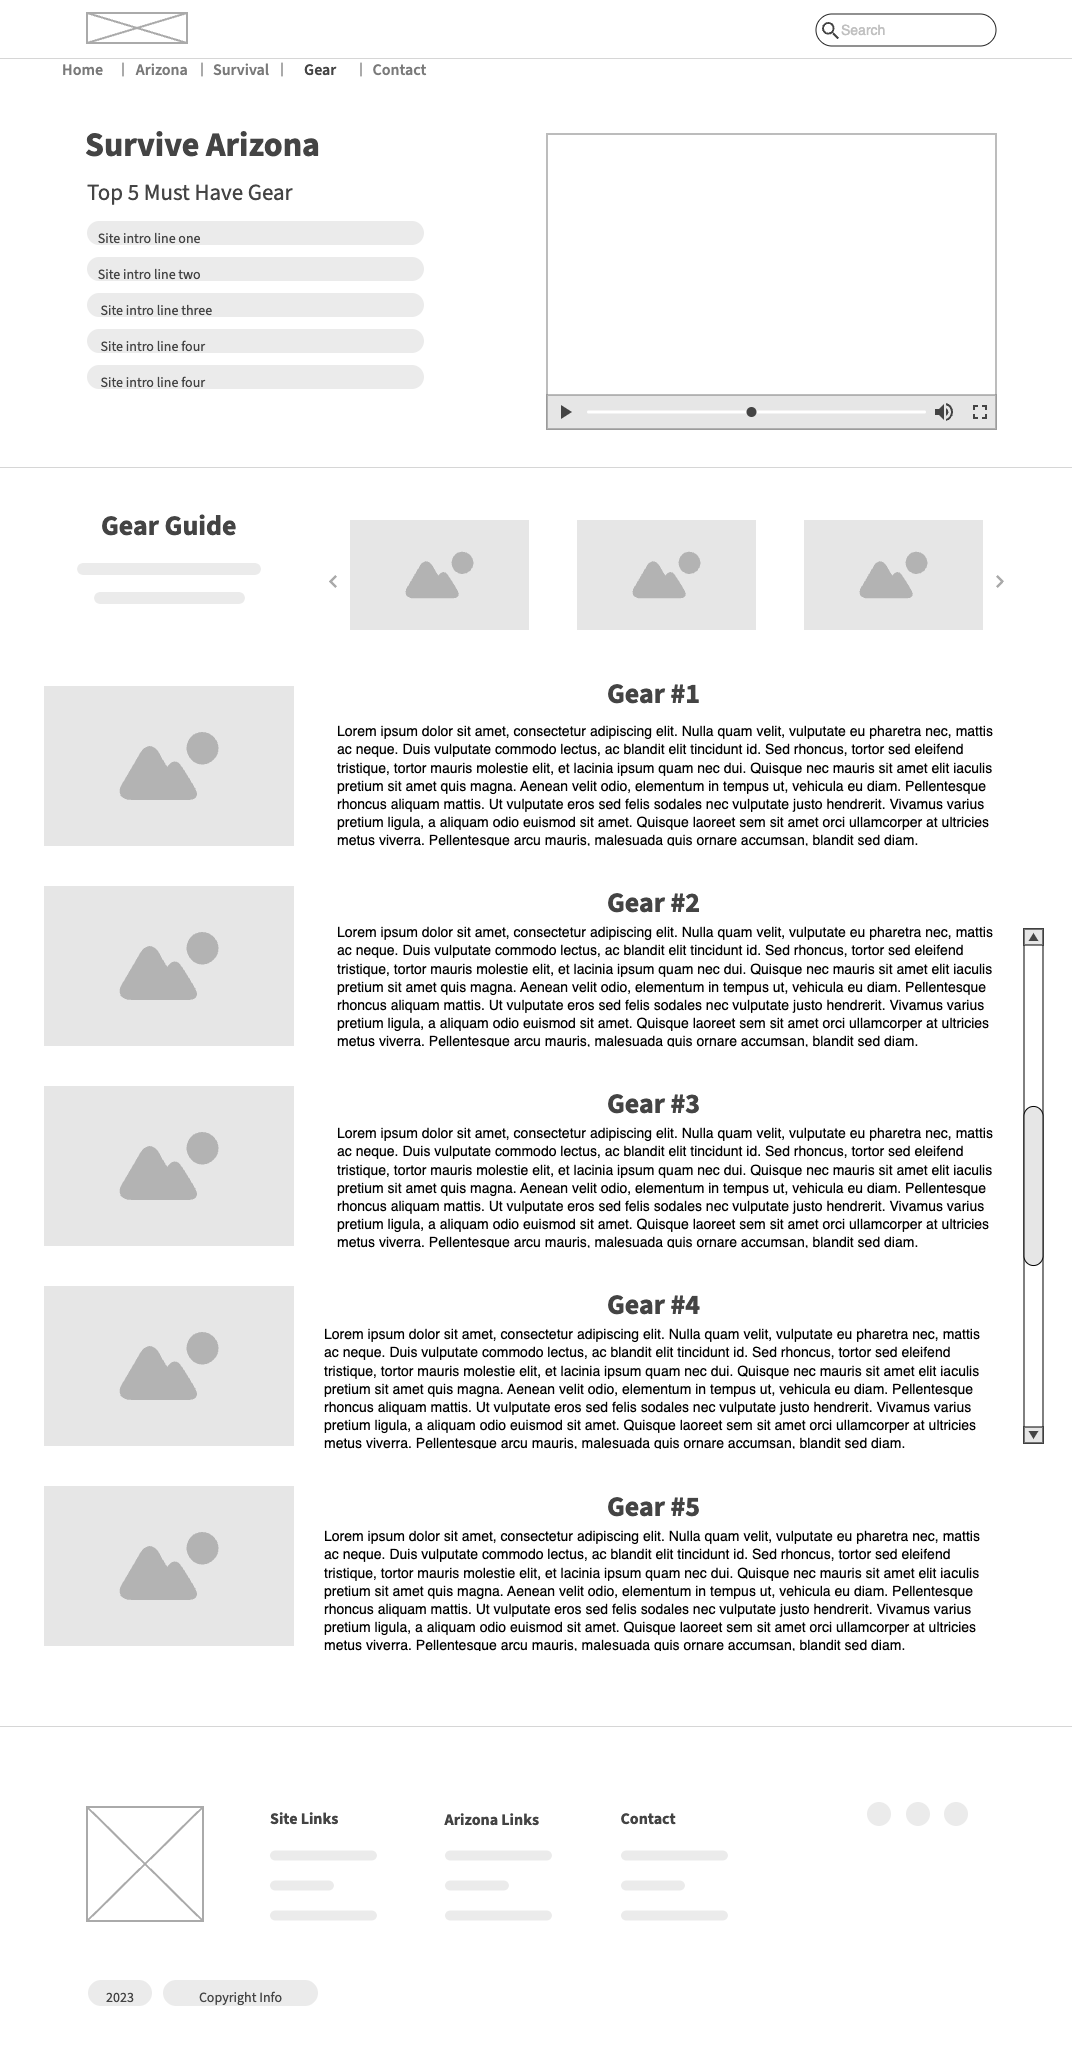 Search
Home | Arizona | Survival | Gear | Contact
Survive Arizona
Top 5 Must Have Gear
Site intro line one
Site intro line two
Site intro line three
Site intro line four
Site intro line four
Gear Guide
Gear #1
Lorem ipsum dolor sit amet, consectetur adipiscing elit. Nulla quam velit, vulputate eu pharetra nec, mattis
ac neque. Duis vulputate commodo lectus, ac blandit elit tincidunt id. Sed rhoncus, tortor sed eleifend
tristique, tortor mauris molestie elit, et lacinia ipsum quam nec dui. Quisque nec mauris sit amet elit iaculis
pretium sit amet quis magna. Aenean velit odio, elementum in tempus ut, vehicula eu diam. Pellentesque
rhoncus aliquam mattis. Ut vulputate eros sed felis sodales nec vulputate justo hendrerit. Vivamus varius
pretium ligula, a aliquam odio euismod sit amet. Quisque laoreet sem sit amet orci ullamcorper at ultricies
metus viverra. Pellentesque arcu mauris, malesuada quis ornare accumsan, blandit sed diam.
Gear #2
Lorem ipsum dolor sit amet, consectetur adipiscing elit. Nulla quam velit, vulputate eu pharetra nec, mattis
ac neque. Duis vulputate commodo lectus, ac blandit elit tincidunt id. Sed rhoncus, tortor sed eleifend
tristique, tortor mauris molestie elit, et lacinia ipsum quam nec dui. Quisque nec mauris sit amet elit iaculis
pretium sit amet quis magna. Aenean velit odio, elementum in tempus ut, vehicula eu diam. Pellentesque
rhoncus aliquam mattis. Ut vulputate eros sed felis sodales nec vulputate justo hendrerit. Vivamus varius
pretium ligula, a aliquam odio euismod sit amet. Quisque laoreet sem sit amet orci ullamcorper at ultricies
metus viverra. Pellentesque arcu mauris, malesuada quis ornare accumsan, blandit sed diam.
Gear #3
Lorem ipsum dolor sit amet, consectetur adipiscing elit. Nulla quam velit, vulputate eu pharetra nec, mattis
ac neque. Duis vulputate commodo lectus, ac blandit elit tincidunt id. Sed rhoncus, tortor sed eleifend
tristique, tortor mauris molestie elit, et lacinia ipsum quam nec dui. Quisque nec mauris sit amet elit iaculis
pretium sit amet quis magna. Aenean velit odio, elementum in tempus ut, vehicula eu diam. Pellentesque
rhoncus aliquam mattis. Ut vulputate eros sed felis sodales nec vulputate justo hendrerit. Vivamus varius
pretium ligula, a aliquam odio euismod sit amet. Quisque laoreet sem sit amet orci ullamcorper at ultricies
metus viverra. Pellentesque arcu mauris, malesuada quis ornare accumsan, blandit sed diam.
Gear #4
Lorem ipsum dolor sit amet, consectetur adipiscing elit. Nulla quam velit, vulputate eu pharetra nec, mattis
ac neque. Duis vulputate commodo lectus, ac blandit elit tincidunt id. Sed rhoncus, tortor sed eleifend
tristique, tortor mauris molestie elit, et lacinia ipsum quam nec dui. Quisque nec mauris sit amet elit iaculis
pretium sit amet quis magna. Aenean velit odio, elementum in tempus ut, vehicula eu diam. Pellentesque
rhoncus aliquam mattis. Ut vulputate eros sed felis sodales nec vulputate justo hendrerit. Vivamus varius
pretium ligula, a aliquam odio euismod sit amet. Quisque laoreet sem sit amet orci ullamcorper at ultricies
metus viverra. Pellentesque arcu mauris, malesuada quis ornare accumsan, blandit sed diam.
Gear #5
Lorem ipsum dolor sit amet, consectetur adipiscing elit. Nulla quam velit, vulputate eu pharetra nec, mattis
ac neque. Duis vulputate commodo lectus, ac blandit elit tincidunt id. Sed rhoncus, tortor sed eleifend
tristique, tortor mauris molestie elit, et lacinia ipsum quam nec dui. Quisque nec mauris sit amet elit iaculis
pretium sit amet quis magna. Aenean velit odio, elementum in tempus ut, vehicula eu diam. Pellentesque
rhoncus aliquam mattis. Ut vulputate eros sed felis sodales nec vulputate justo hendrerit. Vivamus varius
pretium ligula, a aliquam odio euismod sit amet. Quisque laoreet sem sit amet orci ullamcorper at ultricies
metus viverra. Pellentesque arcu mauris, malesuada quis ornare accumsan, blandit sed diam.
Site Links
Arizona Links
Contact
2023
Copyright Info